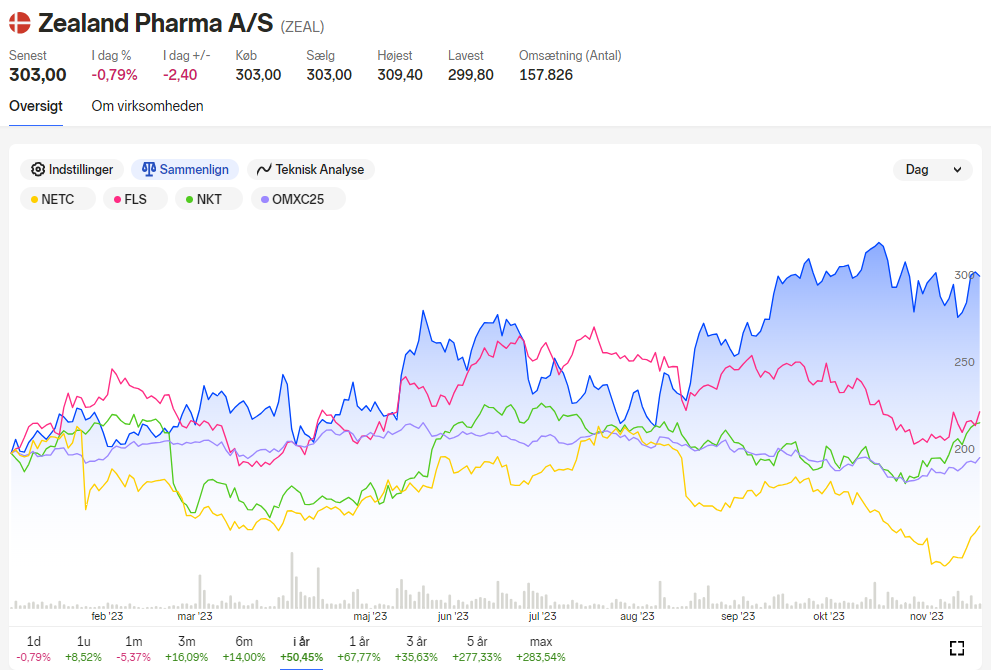 Zealand Pharma A/S (ZEAL)
Senest I dag % I dag +/- Køb Sælg Højest Lavest Omsætning (Antal)
303,00 -0,79% -2,40 303,00 303,00 309,40 299,80 157.826
Oversigt Om virksomheden
Indstillinger Sammenlign Teknisk Analyse Dag
NETC FLS NKT OMXC25
300
250
200
feb '23 mar '23 maj '23 jun '23 jul '23 aug '23 sep '23 okt '23 nov '23
1d 1u 1m 3m 6m i år 1 år 3 år 5 år max
-0,79% +8,52% -5,37% +16,09% +14,00% +50,45% +67,77% +35,63% +277,33% +283,54%